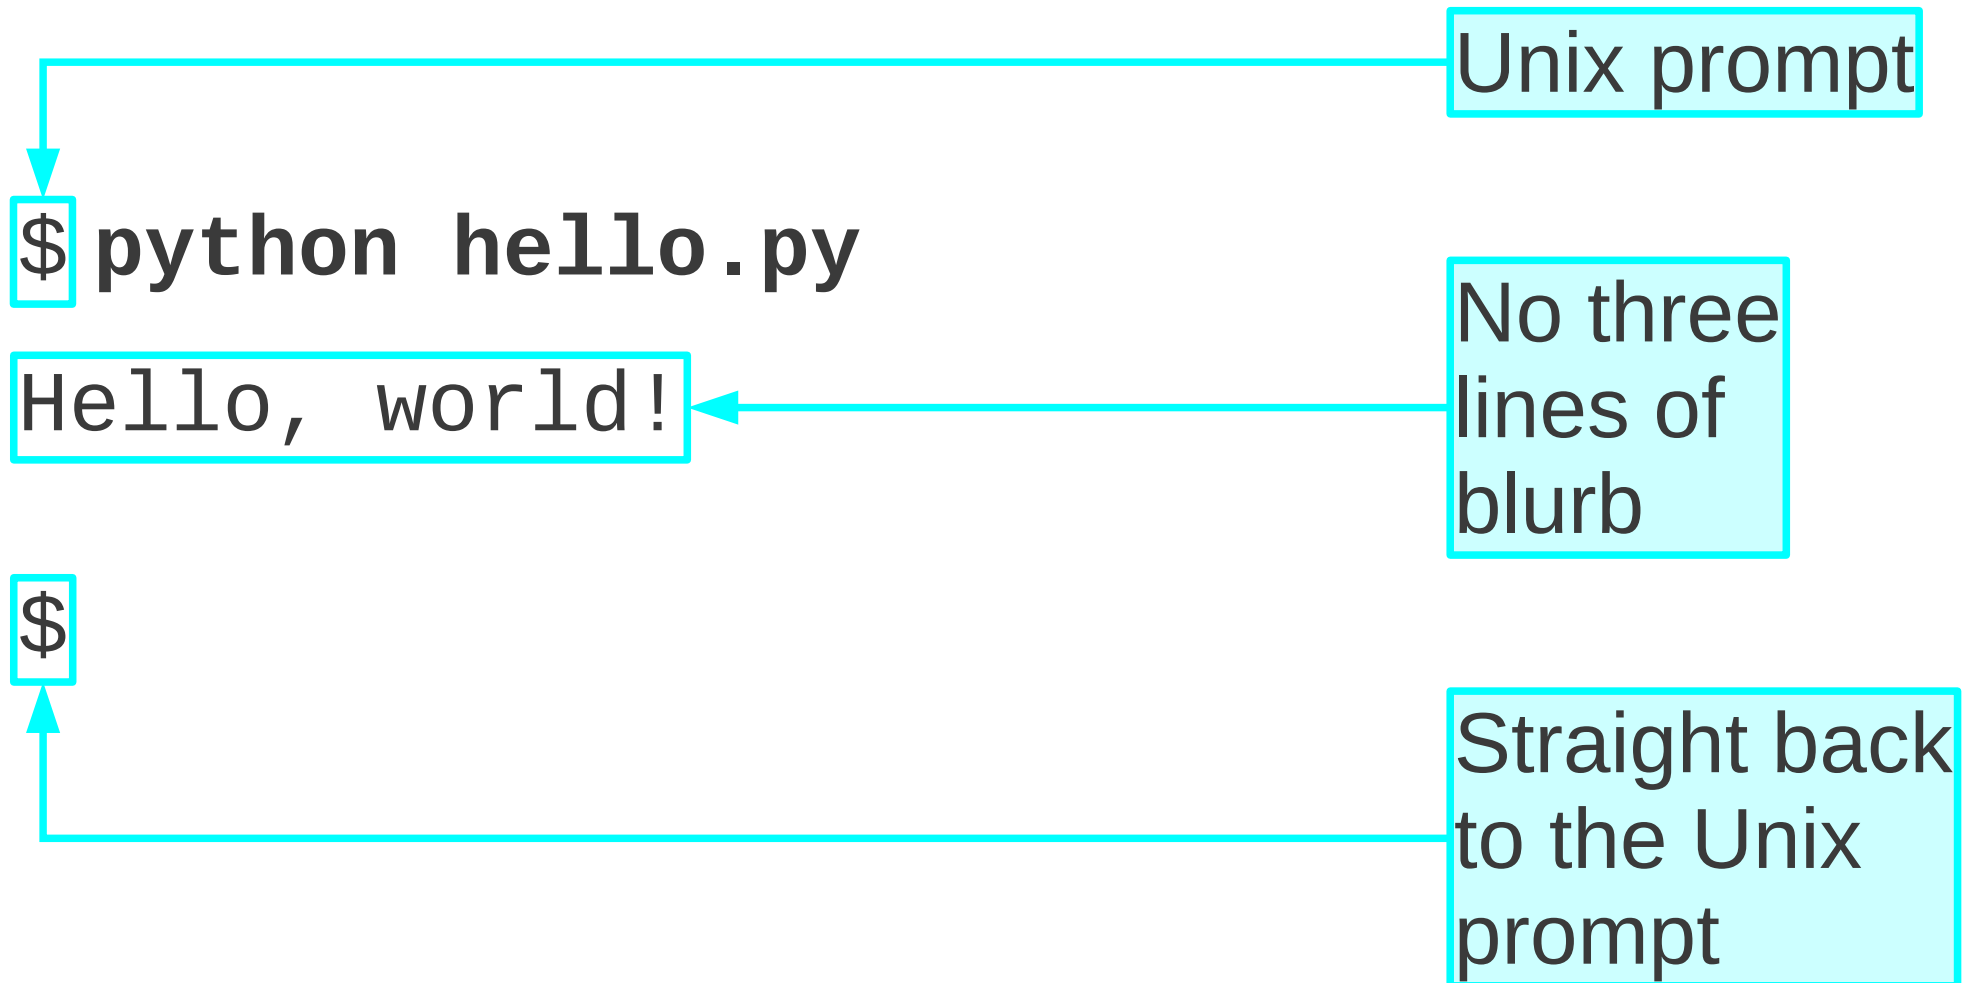 Unix prompt
$ python hello.py
No three
lines of
blurb
Hello, world!
$
Straight back
to the Unix
prompt